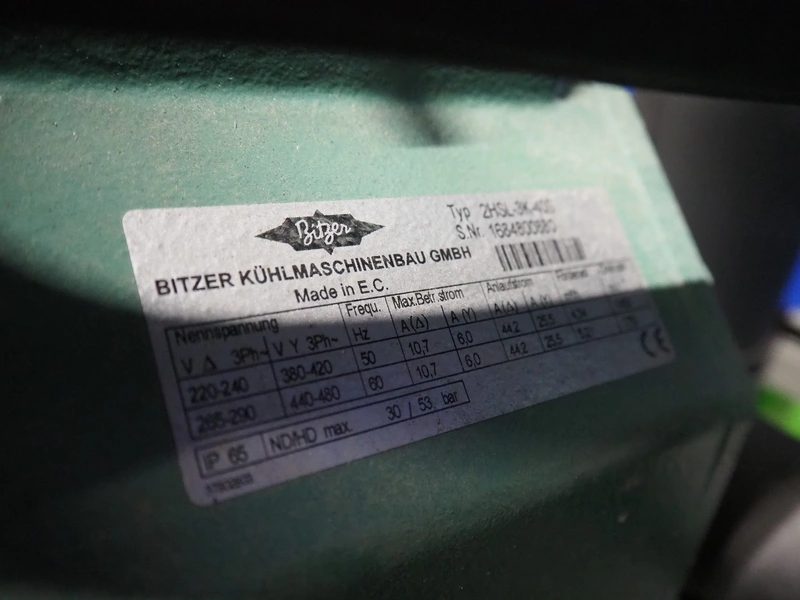 Bitzer
Typ 2HSL-3K-40S
S.Nr 1684800880
BITZER KÜHLMASCHINENBAU GMBH
Made in E.C.
Nennspannung Frequ. Max.Betr.strom Anlaufstrom
V Δ 3Ph~ V Y 3Ph~ Hz A (Δ) A (Y) A(Δ) A (Y)
220-240 380-420 50 10,7 6,0 44,2 25,5
265-290 440-480 60 10,7 6,0 44,2 25,5
IP 65 ND/HD max. 30 / 53. bar
CE